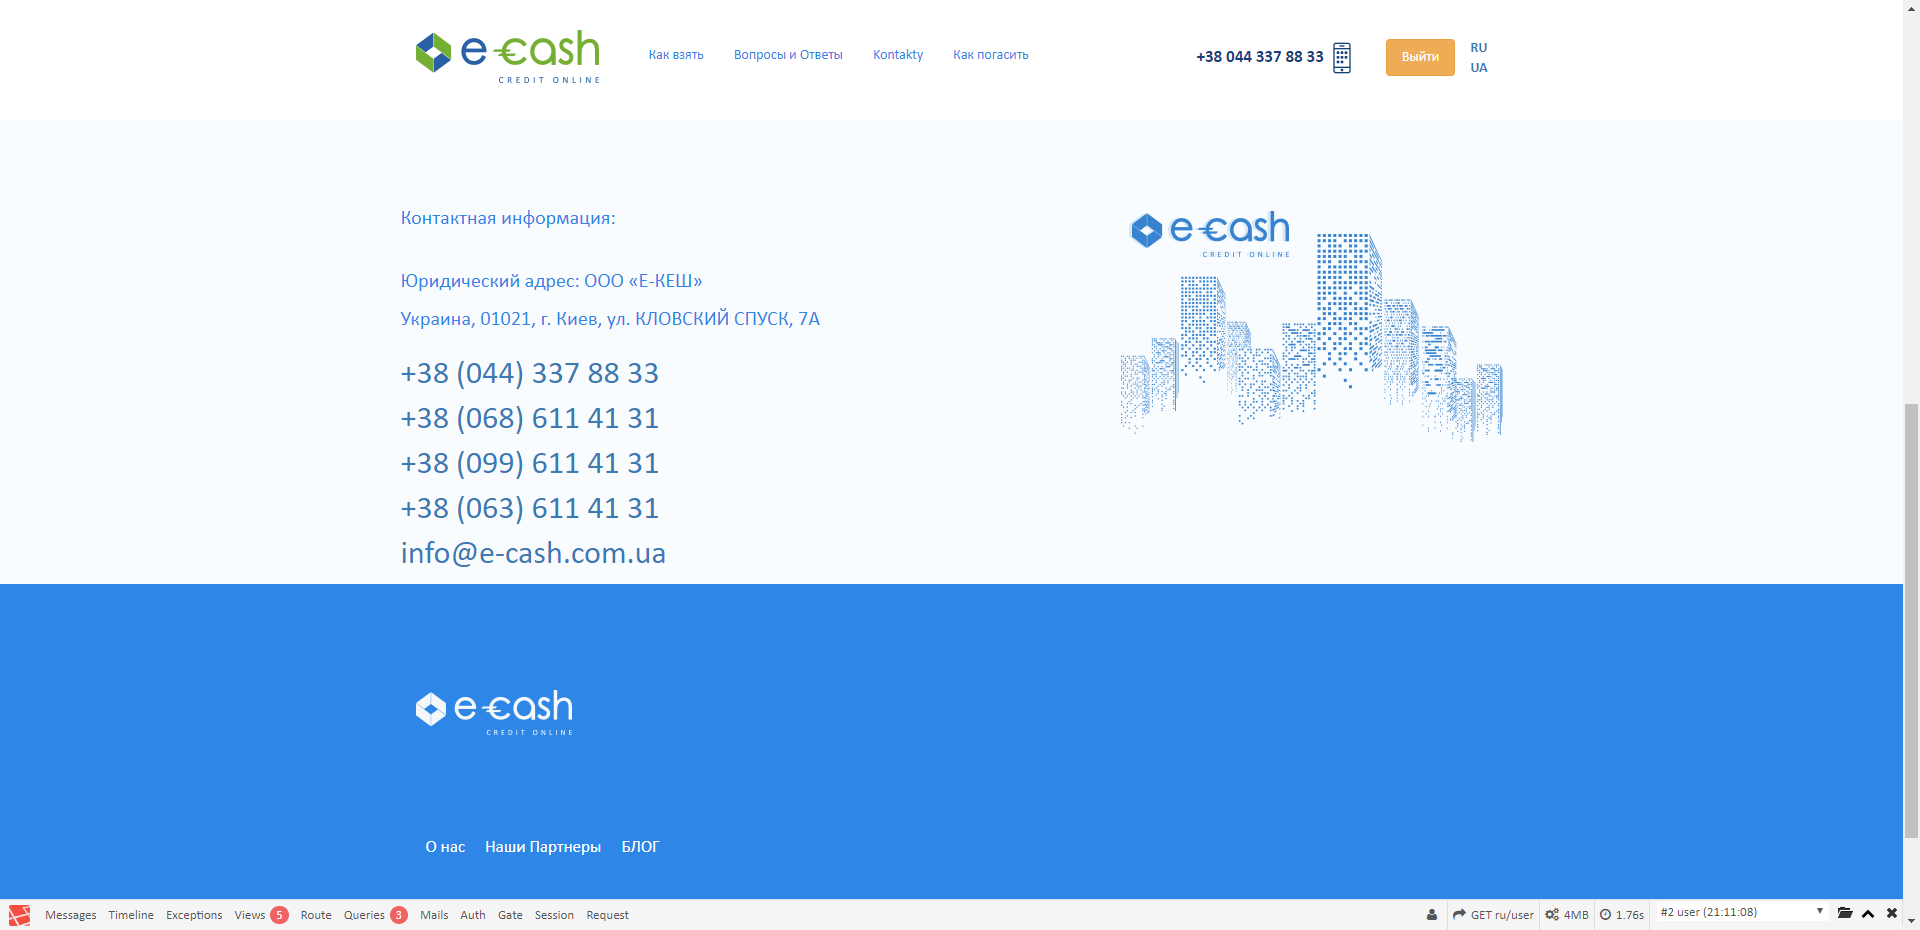 e-cash
CREDIT ONLINE
Как взять
Вопросы и Ответы
Kontakty
Как погасить
+38 044 337 88 33
Выйти
RU
UA
Контактная информация:
Юридический адрес: ООО «Е-КЕШ»
Украина, 01021, г. Киев, ул. КЛОВСКИЙ СПУСК, 7А
+38 (044) 337 88 33
+38 (068) 611 41 31
+38 (099) 611 41 31
+38 (063) 611 41 31
info@e-cash.com.ua
e-cash
CREDIT ONLINE
e-cash
CREDIT ONLINE
О нас
Наши Партнеры
БЛОГ
Messages Timeline Exceptions Views 5 Route Queries 3 Mails Auth Gate Session Request
GET ru/user 4MB 1.76s #2 user (21:11:08)